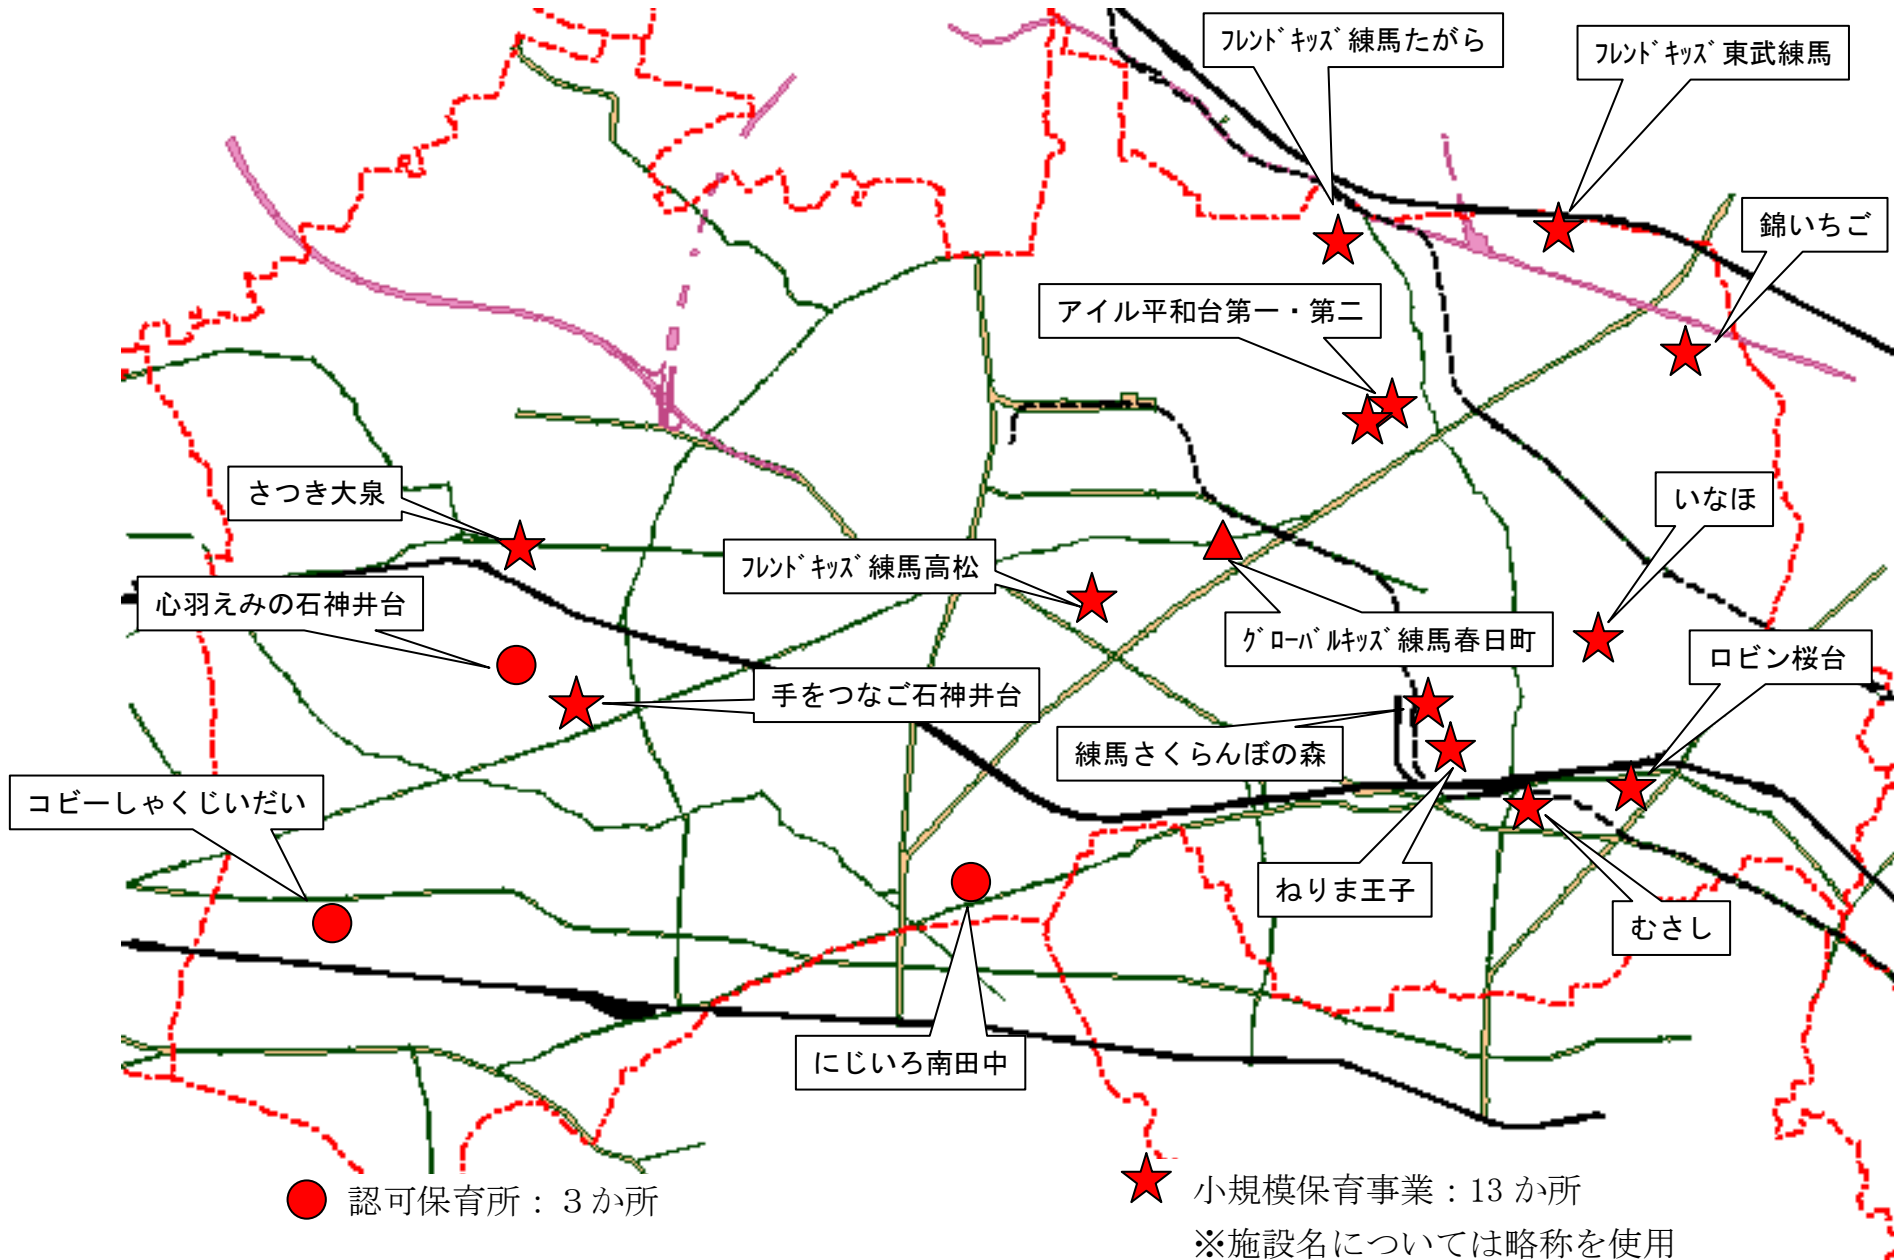 ﾌﾚﾝﾄﾞｷｯｽﾞ練馬たがら
ﾌﾚﾝﾄﾞｷｯｽﾞ東武練馬
錦いちご
アイル平和台第一・第二
さつき大泉
いなほ
ﾌﾚﾝﾄﾞｷｯｽﾞ練馬高松
心羽えみの石神井台
ｸﾞﾛｰﾊﾞﾙｷｯｽﾞ練馬春日町
ロビン桜台
手をつなご石神井台
練馬さくらんぼの森
コビーしゃくじいだい
ねりま王子
むさし
にじいろ南田中
認可保育所：３か所
小規模保育事業：13か所
※施設名については略称を使用